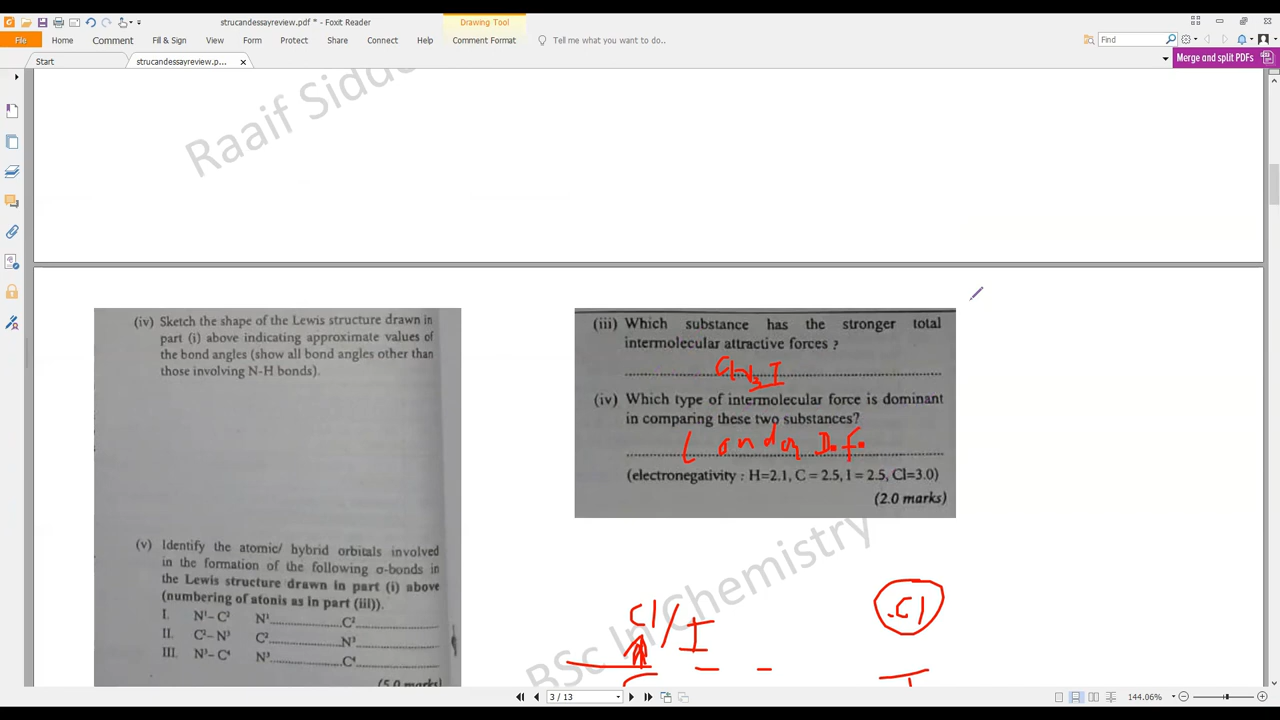 strucandessayreview.pdf * - Foxit Reader
Drawing Tool
File
Home
Comment
Fill & Sign
View
Form
Protect
Share
Connect
Help
Comment Format
Tell me what you want to do..
Find
Start
strucandessayreview.p...
Merge and split PDFs
Raaif Sidd
(iv) Sketch the shape of the Lewis structure drawn in
part (i) above indicating approximate values of
the bond angles (show all bond angles other than
those involving N-H bonds).
(v) Identify the atomic/ hybrid orbitals involved
in the formation of the following σ-bonds in
the Lewis structure drawn in part (i) above
(numbering of atonis as in part (iii)).
I. N¹– C² N¹..................C²..................
II. C²– N³ C²..................N³..................
III. N³– C⁴ N³..................C⁴..................
(5.0 marks)
(iii) Which substance has the stronger total
intermolecular attractive forces ?
CH₃ I
(iv) Which type of intermolecular force is dominant
in comparing these two substances?
London D.F.
(electronegativity : H=2.1, C = 2.5, I = 2.5, Cl=3.0)
(2.0 marks)
BSc In Chemistry
Cl / I
Cl
3 / 13
144.06%